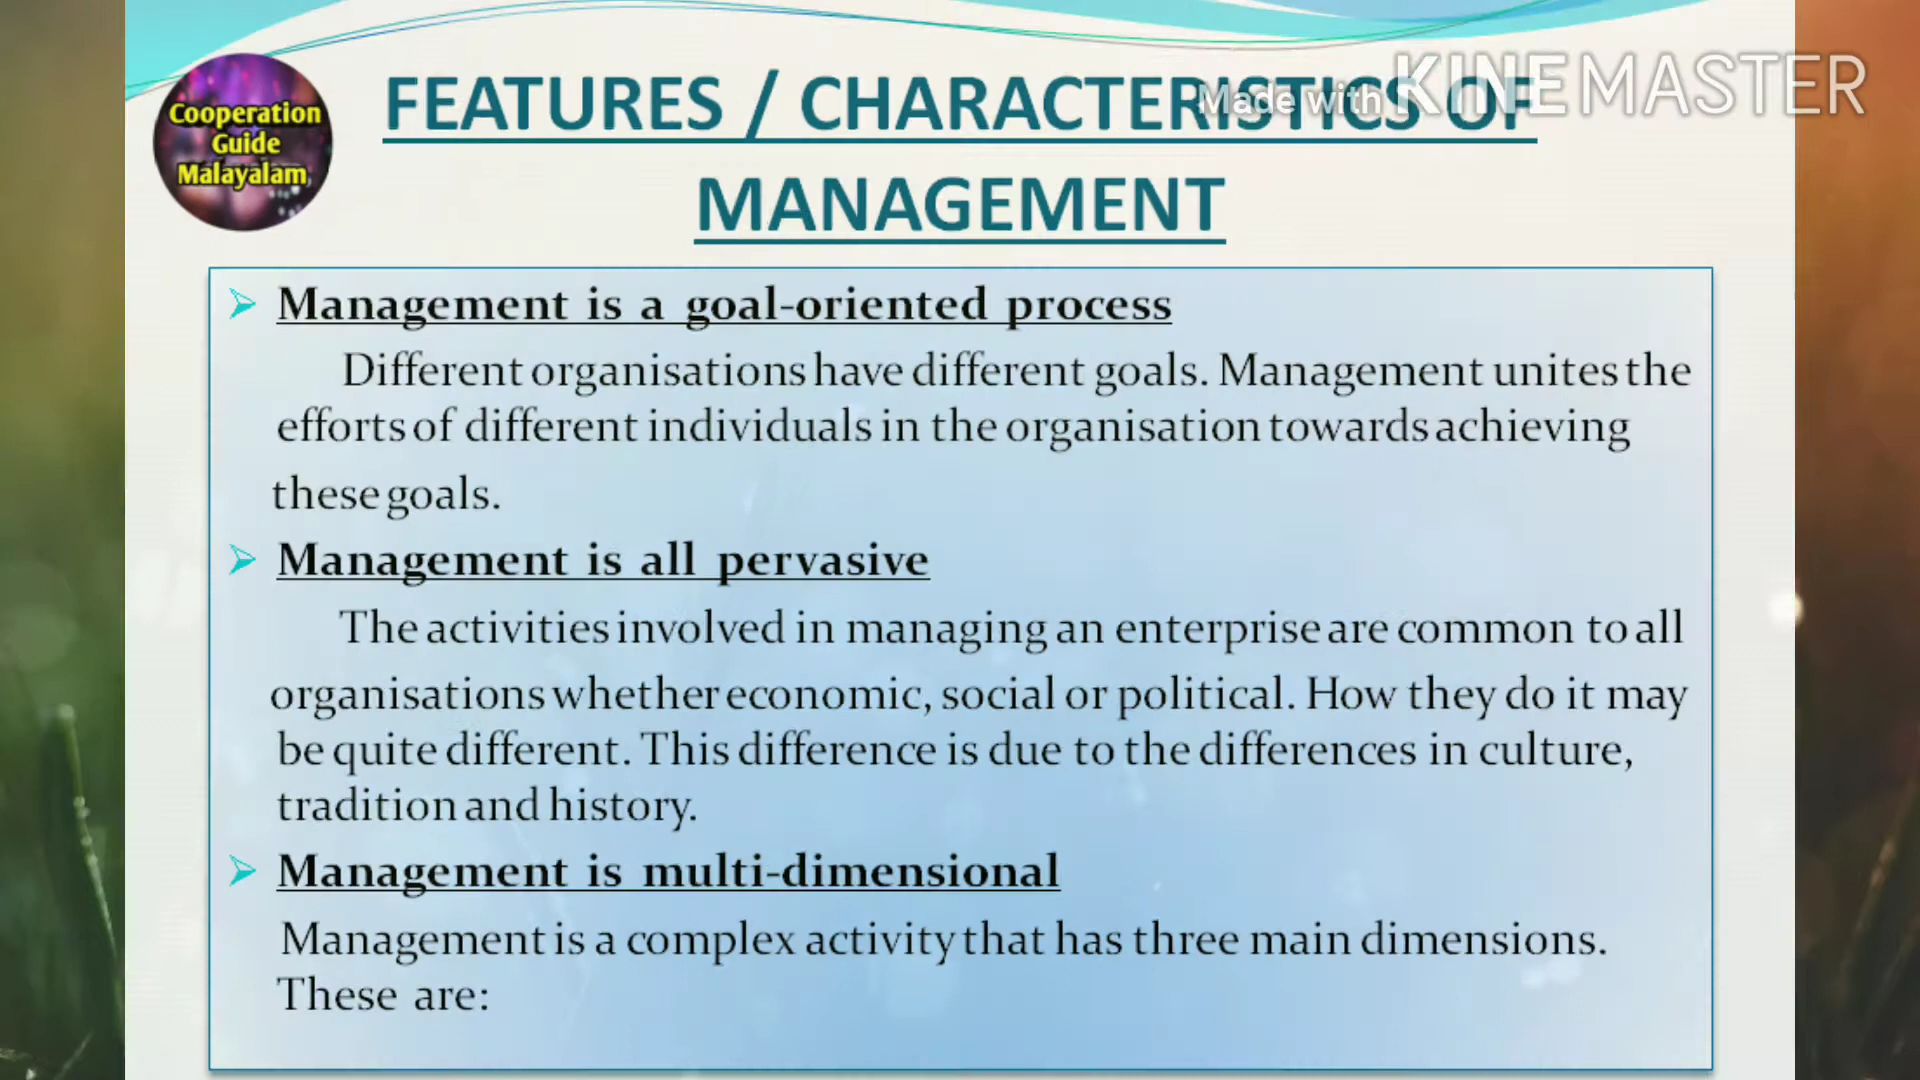 Cooperation
Guide
Malayalam
Made with KINEMASTER
FEATURES / CHARACTERISTICS OF
MANAGEMENT
Management is a goal-oriented process
Different organisations have different goals. Management unites the
efforts of different individuals in the organisation towards achieving
these goals.
Management is all pervasive
The activities involved in managing an enterprise are common to all
organisations whether economic, social or political. How they do it may
be quite different. This difference is due to the differences in culture,
tradition and history.
Management is multi-dimensional
Management is a complex activity that has three main dimensions.
These are: